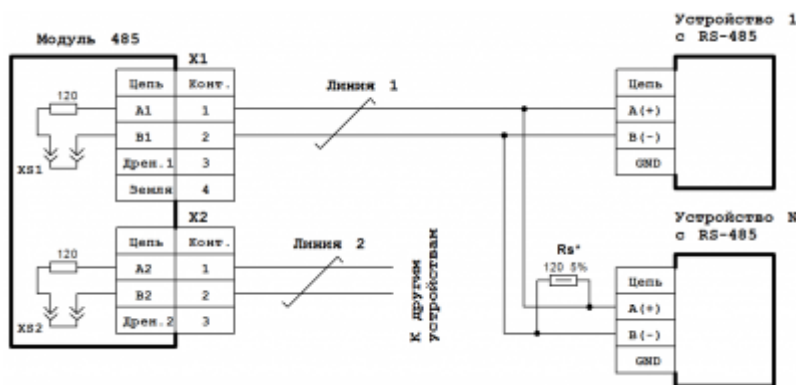 Модуль 485
X1
Цепь Конт.
120
A1 1
B1 2
XS1
Дрен.1 3
Земля 4
Линия 1
X2
Цепь Конт.
120
A2 1
B2 2
XS2
Дрен.2 3
Линия 2
К другим
устройствам
Устройство 1
с RS-485
Цепь
A(+)
B(-)
GND
Устройство N
с RS-485
Rs*
120 5%
Цепь
A(+)
B(-)
GND